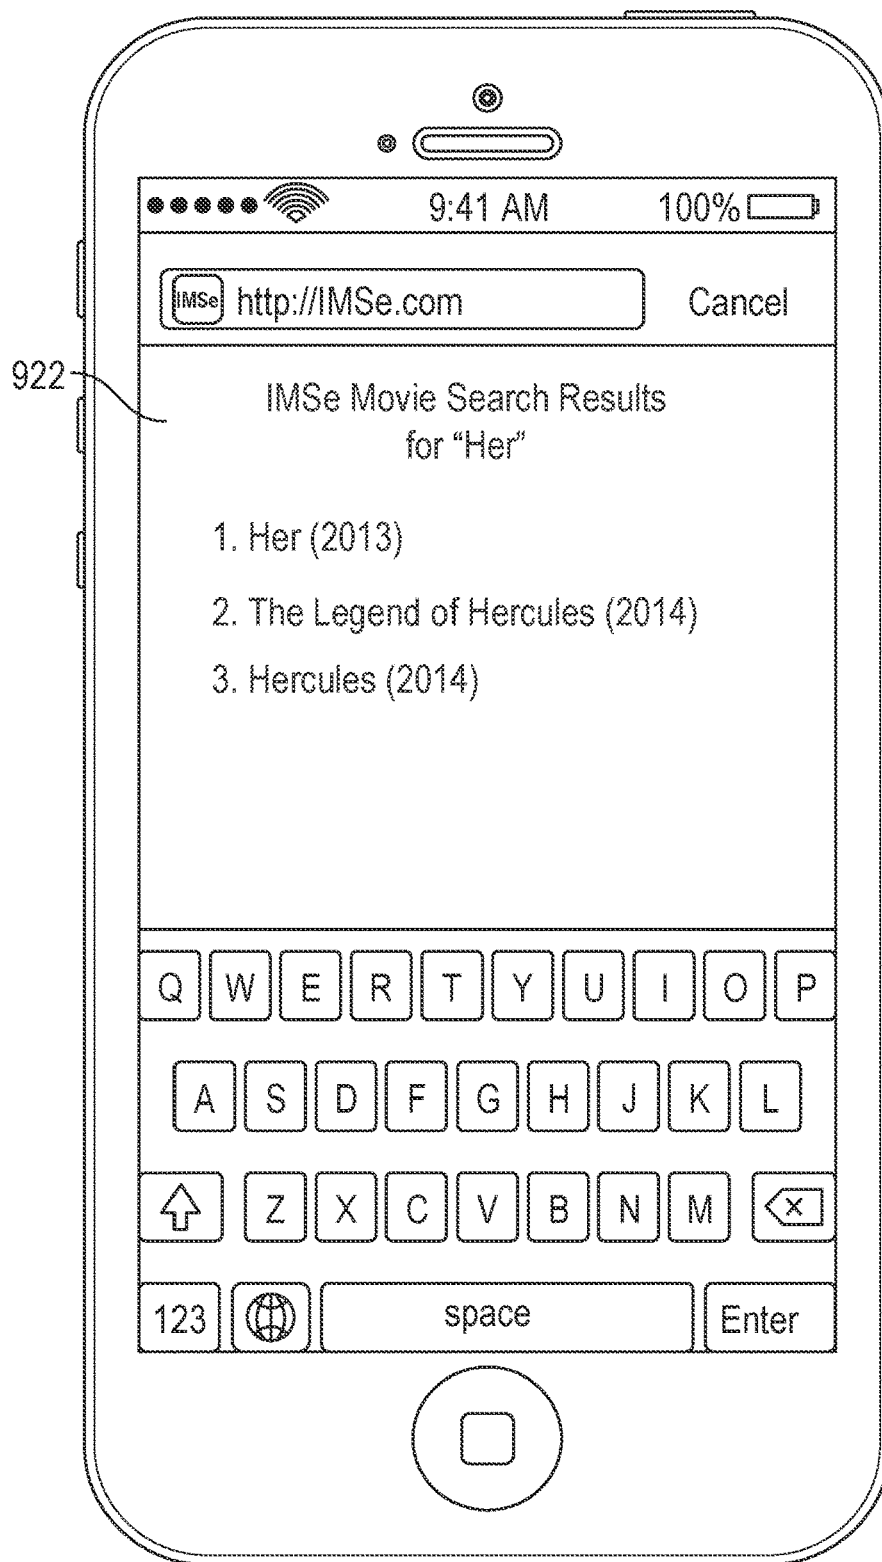 9:41 AM 100%
IMSe http://IMSe.com Cancel
922
IMSe Movie Search Results
for “Her”
1. Her (2013)
2. The Legend of Hercules (2014)
3. Hercules (2014)
Q W E R T Y U I O P
A S D F G H J K L
Z X C V B N M
123 space Enter